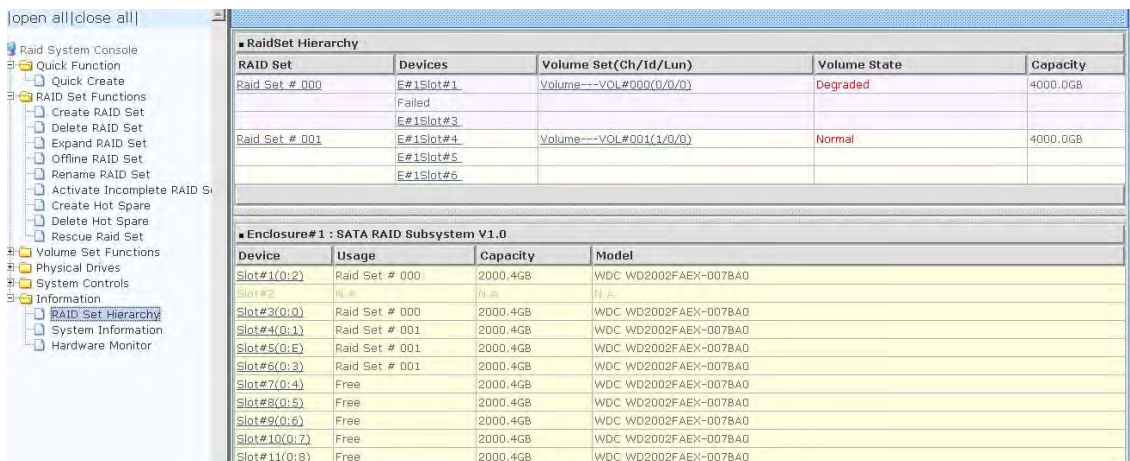 |open all||close all|
Raid System Console
Quick Function
Quick Create
RAID Set Functions
Create RAID Set
Delete RAID Set
Expand RAID Set
Offline RAID Set
Rename RAID Set
Activate Incomplete RAID Se
Create Hot Spare
Delete Hot Spare
Rescue Raid Set
Volume Set Functions
Physical Drives
System Controls
Information
RAID Set Hierarchy
System Information
Hardware Monitor
RaidSet Hierarchy
RAID Set Devices Volume Set(Ch/Id/Lun) Volume State Capacity
Raid Set # 000 E#1Slot#1 Volume---VOL#000(0/0/0) Degraded 4000.0GB
Failed
E#1Slot#3
Raid Set # 001 E#1Slot#4 Volume---VOL#001(1/0/0) Normal 4000.0GB
E#1Slot#5
E#1Slot#6
Enclosure#1 : SATA RAID Subsystem V1.0
Device Usage Capacity Model
Slot#1(0:2) Raid Set # 000 2000.4GB WDC WD2002FAEX-007BA0
Slot#2 N.A. N.A. N.A.
Slot#3(0:0) Raid Set # 000 2000.4GB WDC WD2002FAEX-007BA0
Slot#4(0:1) Raid Set # 001 2000.4GB WDC WD2002FAEX-007BA0
Slot#5(0:E) Raid Set # 001 2000.4GB WDC WD2002FAEX-007BA0
Slot#6(0:3) Raid Set # 001 2000.4GB WDC WD2002FAEX-007BA0
Slot#7(0:4) Free 2000.4GB WDC WD2002FAEX-007BA0
Slot#8(0:5) Free 2000.4GB WDC WD2002FAEX-007BA0
Slot#9(0:6) Free 2000.4GB WDC WD2002FAEX-007BA0
Slot#10(0:7) Free 2000.4GB WDC WD2002FAEX-007BA0
Slot#11(0:8) Free 2000.4GB WDC WD2002FAEX-007BA0